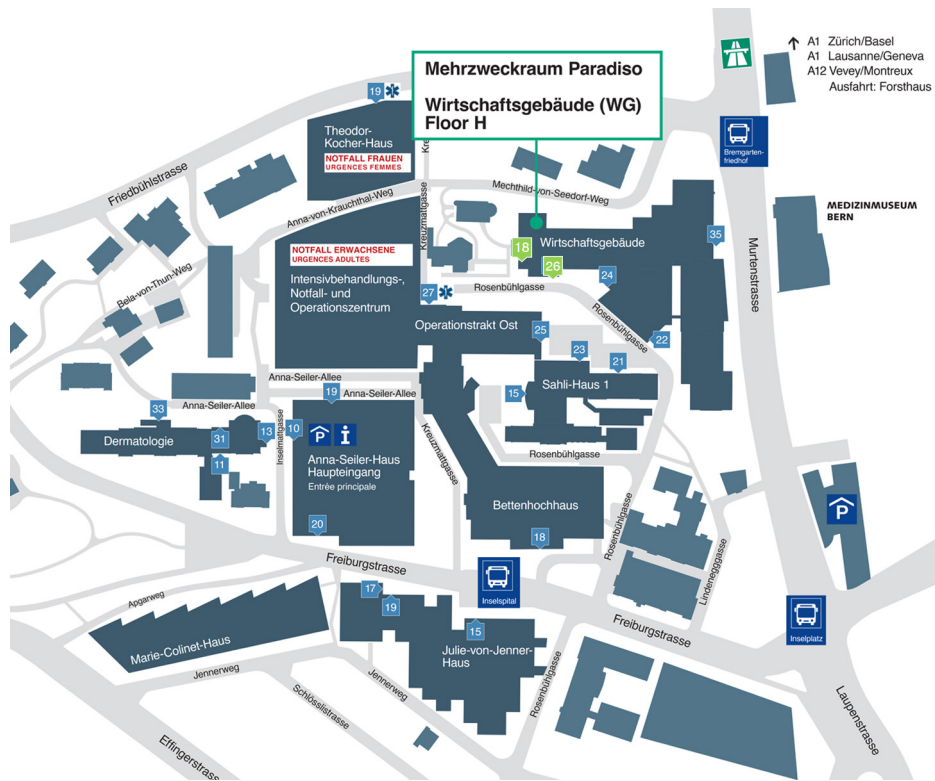 Mehrzweckraum Paradiso
Wirtschaftsgebäude (WG)
Floor H
A1 Zürich/Basel
A1 Lausanne/Geneva
A12 Vevey/Montreux
Ausfahrt: Forsthaus
Bremgarten-
friedhof
MEDIZINMUSEUM
BERN
19
Theodor-
Kocher-Haus
NOTFALL FRAUEN
URGENCES FEMMES
Friedbühlstrasse
Kre
Anna-von-Krauchthal-Weg
Mechthild-von-Seedorf-Weg
Kreuzmattgasse
Wirtschaftsgebäude
18
26
24
35
Murtenstrasse
NOTFALL ERWACHSENE
URGENCES ADULTES
Intensivbehandlungs-,
Notfall- und
Operationszentrum
Bela-von-Thun-Weg
27
Rosenbühlgasse
Rosenbühlgasse
Operationstrakt Ost
25
23
22
21
Sahli-Haus 1
15
Anna-Seiler-Allee
19
Anna-Seiler-Allee
Anna-Seiler-Allee
33
Dermatologie
31
13
11
10
Inselmattgasse
P
i
Anna-Seiler-Haus
Haupteingang
Entrée principale
20
Kreuzmattgasse
Rosenbühlgasse
Bettenhochhaus
18
Rosenbühlgasse
Lindenegggasse
P
Freiburgstrasse
Inselspital
Freiburgstrasse
Inselplatz
17
19
15
Julie-von-Jenner-
Haus
Apgarweg
Marie-Colinet-Haus
Jennerweg
Jennerweg
Schlösslistrasse
Rosenbühlgasse
Effingerstrasse
Laupenstrasse